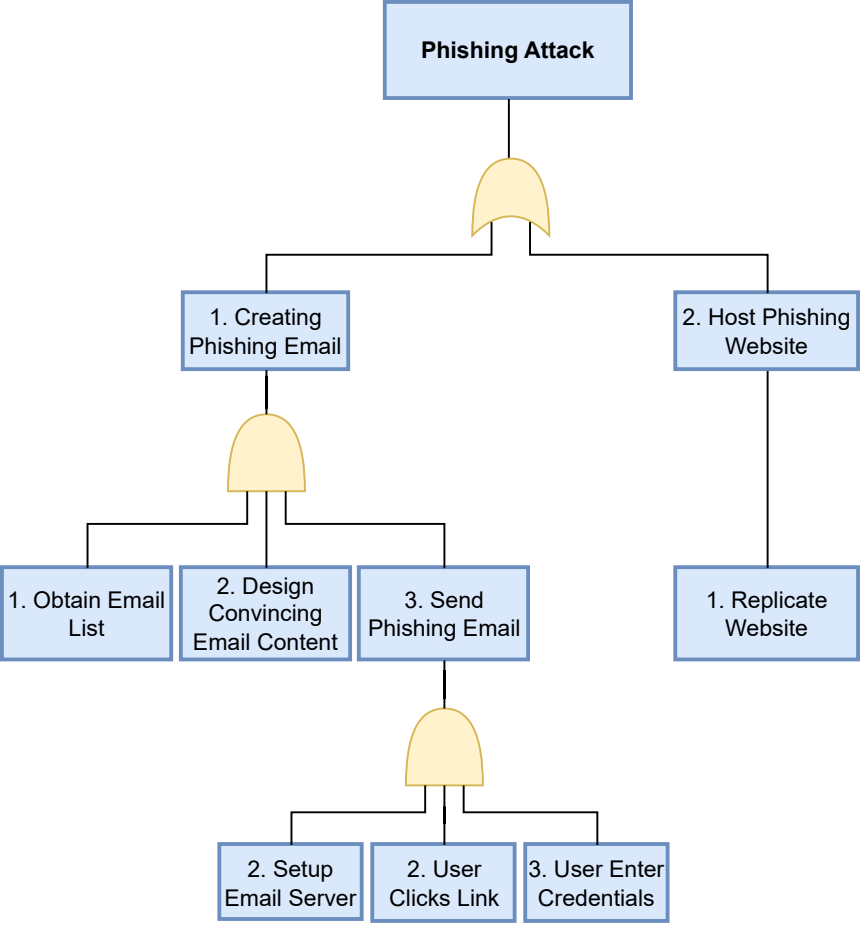 Phishing Attack
1. Creating
Phishing Email
2. Host Phishing
Website
1. Obtain Email
List
2. Design
Convincing
Email Content
3. Send
Phishing Email
1. Replicate
Website
2. Setup
Email Server
2. User
Clicks Link
3. User Enter
Credentials